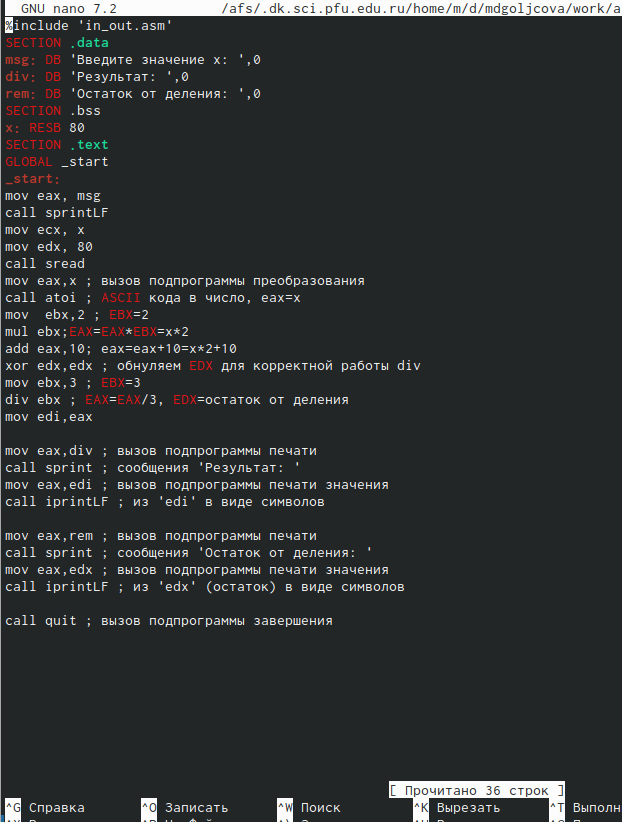 GNU nano 7.2 /afs/.dk.sci.pfu.edu.ru/home/m/d/mdgoljcova/work/a
%include 'in_out.asm'
SECTION .data
msg: DB 'Введите значение x: ',0
div: DB 'Результат: ',0
rem: DB 'Остаток от деления: ',0
SECTION .bss
x: RESB 80
SECTION .text
GLOBAL _start
_start:
mov eax, msg
call sprintLF
mov ecx, x
mov edx, 80
call sread
mov eax,x ; вызов подпрограммы преобразования
call atoi ; ASCII кода в число, eax=x
mov  ebx,2 ; EBX=2
mul ebx;EAX=EAX*EBX=x*2
add eax,10; eax=eax+10=x*2+10
xor edx,edx ; обнуляем EDX для корректной работы div
mov ebx,3 ; EBX=3
div ebx ; EAX=EAX/3, EDX=остаток от деления
mov edi,eax
mov eax,div ; вызов подпрограммы печати
call sprint ; сообщения 'Результат: '
mov eax,edi ; вызов подпрограммы печати значения
call iprintLF ; из 'edi' в виде символов
mov eax,rem ; вызов подпрограммы печати
call sprint ; сообщения 'Остаток от деления: '
mov eax,edx ; вызов подпрограммы печати значения
call iprintLF ; из 'edx' (остаток) в виде символов
call quit ; вызов подпрограммы завершения
[ Прочитано 36 строк ]
^G Справка ^O Записать ^W Поиск ^K Вырезать ^T Выполн